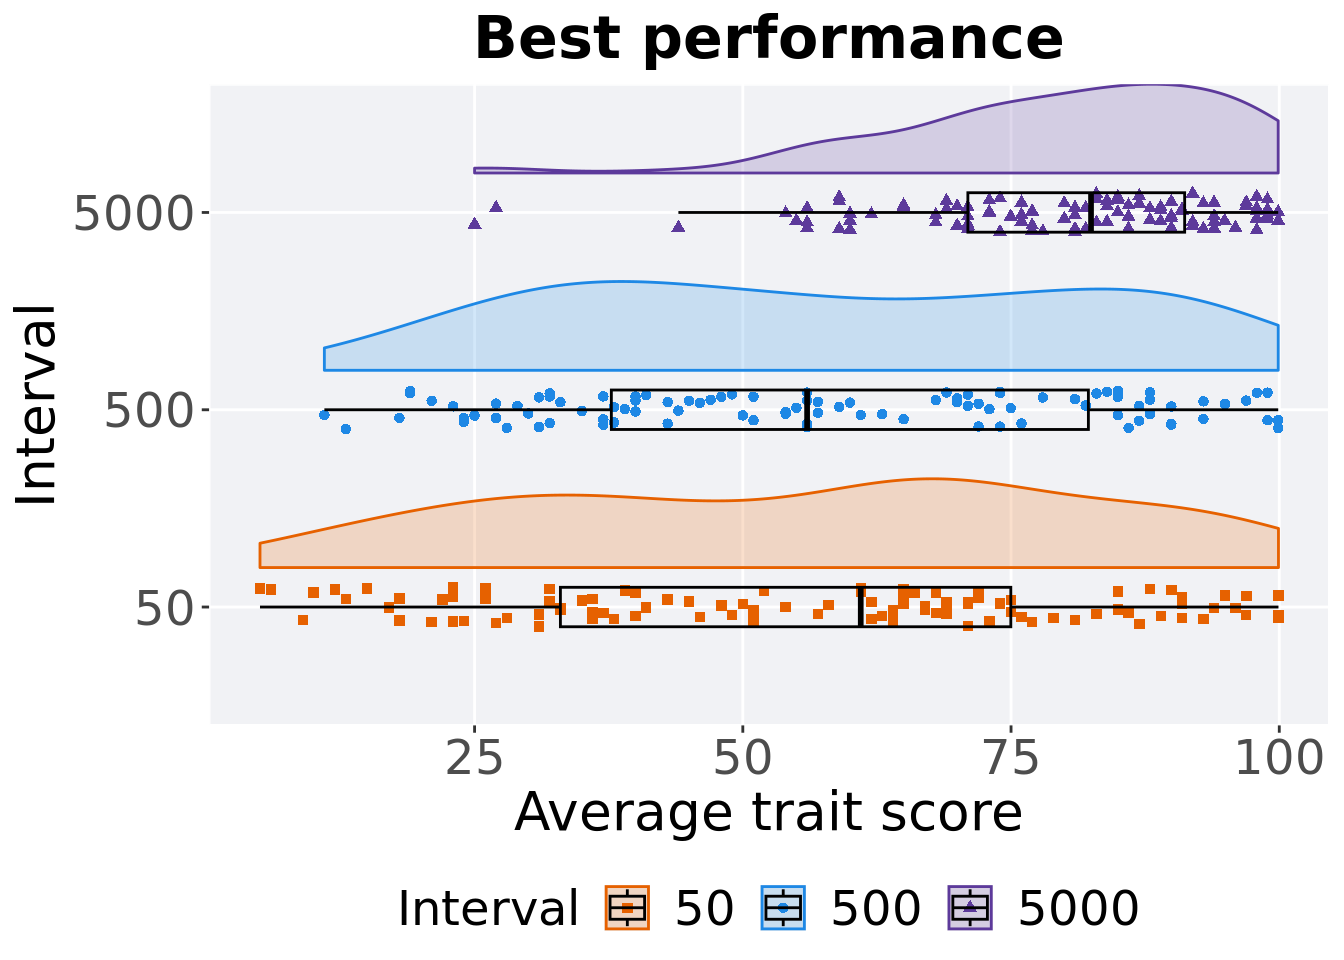 Best performance
Interval
5000
500
50
25 50 75 100
Average trait score
Interval 50 500 5000